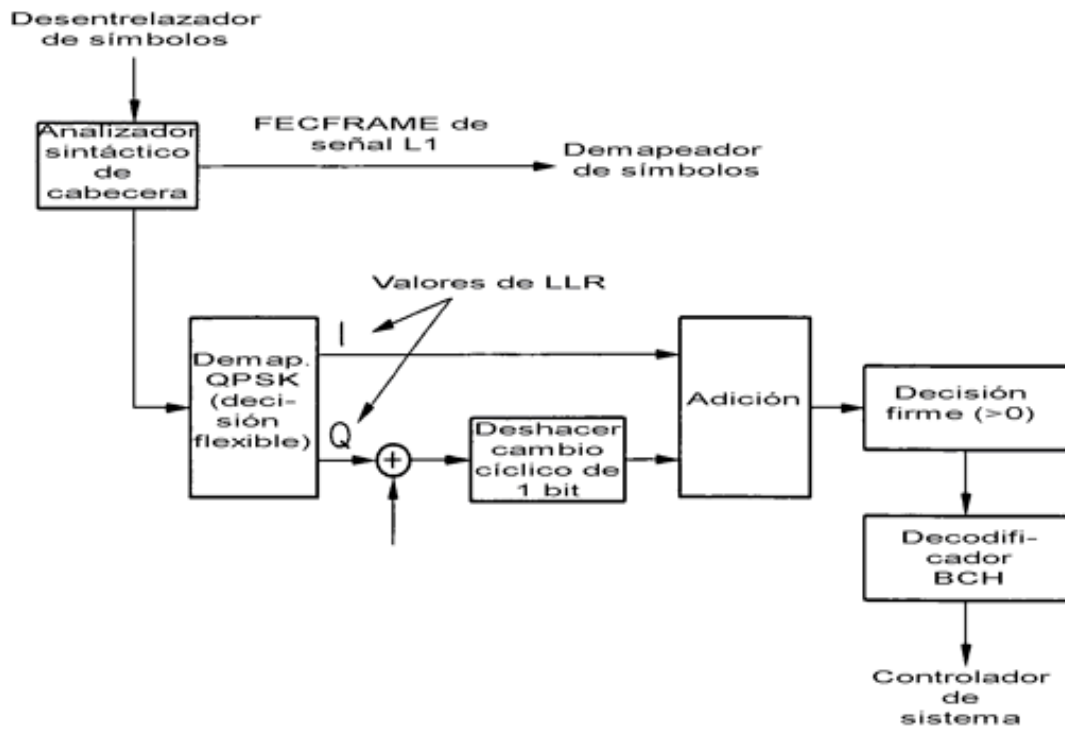 Desentrelazador
de símbolos
Analizador
sintáctico
de
cabecera
FECFRAME de
señal L1
Demapeador
de símbolos
Valores de LLR
I
Demap.
QPSK
(deci-
sión
flexible)
Q
+
Deshacer
cambio
cíclico de
1 bit
Adición
Decisión
firme (>0)
Decodifi-
cador
BCH
Controlador
de
sistema